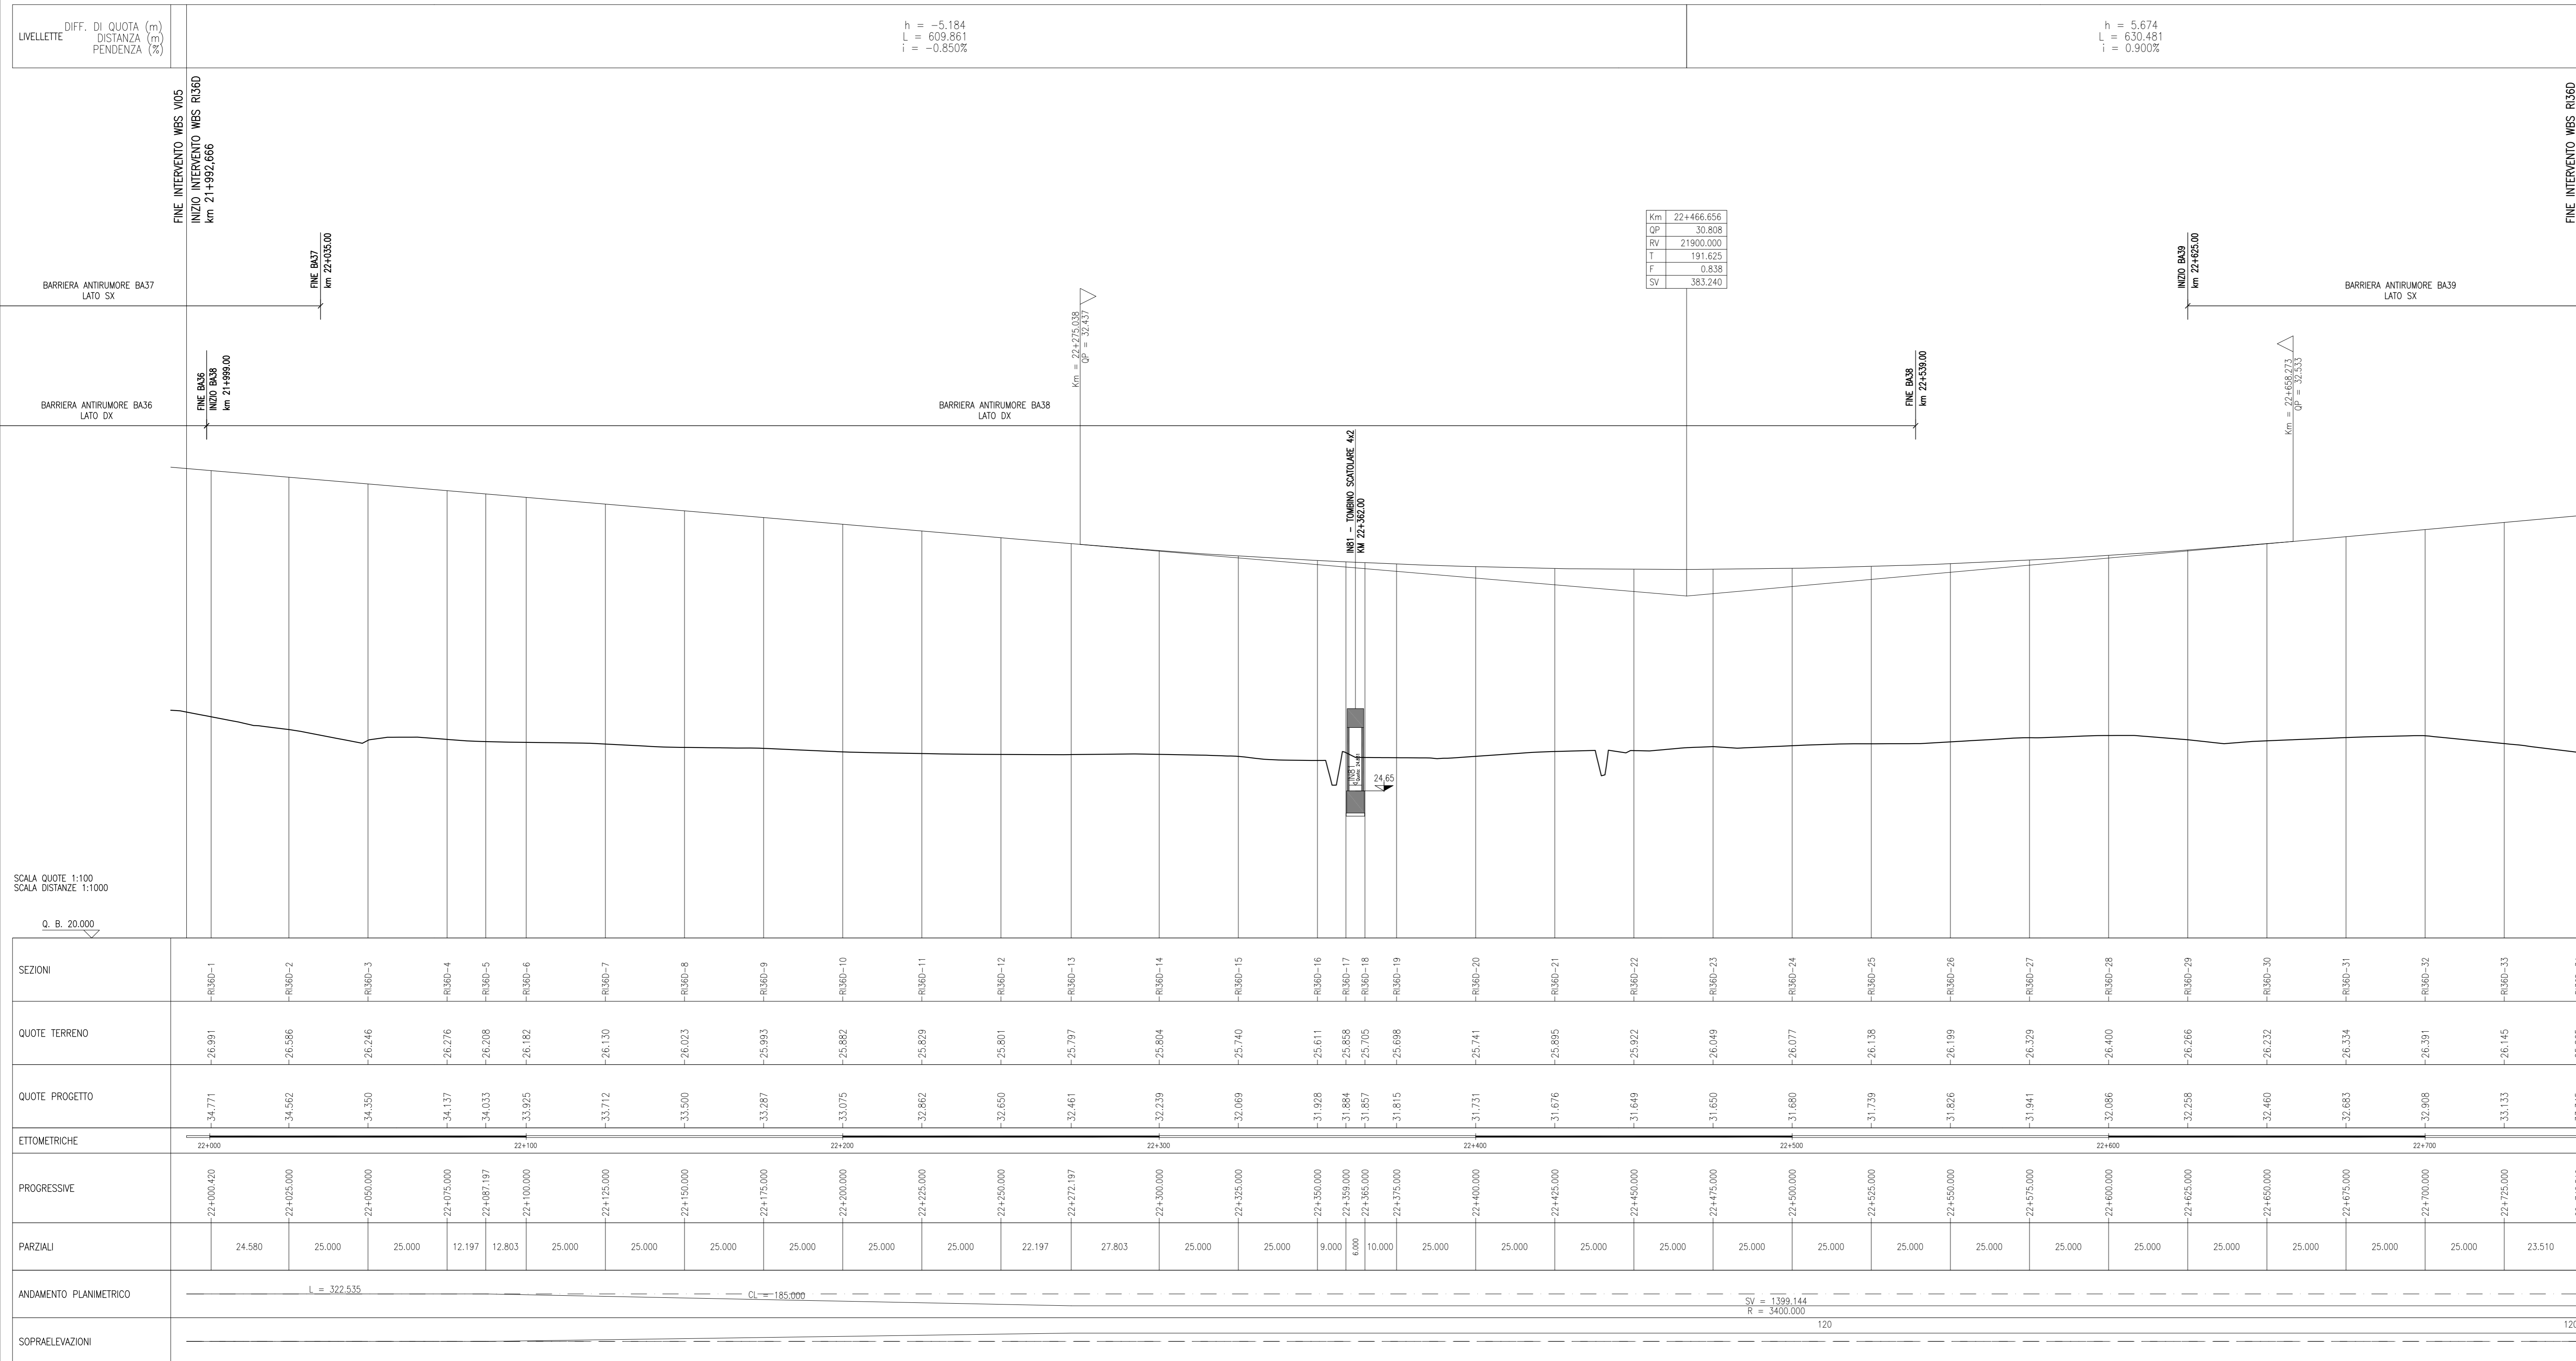 LIVELLETTE
DIFF. DI QUOTA (m)
DISTANZA (m)
PENDENZA (%)
h = -5.184
L = 609.861
i = -0.850%
h = 5.674
L = 630.481
i = 0.900%
FINE INTERVENTO WBS VI05
INIZIO INTERVENTO WBS RI36D
km 21+992,666
FINE INTERVENTO WBS RI36D
FINE BA37
km 22+035.00
BARRIERA ANTIRUMORE BA37
LATO SX
Km 22+466.656
QP 30.808
RV 21900.000
T 191.625
F 0.838
SV 383.240
INIZIO BA39
km 22+625.00
BARRIERA ANTIRUMORE BA39
LATO SX
Km = 22+275.038
QP = 32.437
Km = 22+658.273
QP = 32.533
FINE BA36
INIZIO BA38
km 21+999.00
BARRIERA ANTIRUMORE BA36
LATO DX
BARRIERA ANTIRUMORE BA38
LATO DX
FINE BA38
km 22+539.00
IN81 - TOMBINO SCATOLARE 4x2
KM 22+362.00
24.65
SCALA QUOTE 1:100
SCALA DISTANZE 1:1000
Q. B. 20.000
SEZIONI
RI36D-1 RI36D-2 RI36D-3 RI36D-4 RI36D-5 RI36D-6 RI36D-7 RI36D-8 RI36D-9 RI36D-10 RI36D-11 RI36D-12 RI36D-13 RI36D-14 RI36D-15 RI36D-16 RI36D-17 RI36D-18 RI36D-19 RI36D-20 RI36D-21 RI36D-22 RI36D-23 RI36D-24 RI36D-25 RI36D-26 RI36D-27 RI36D-28 RI36D-29 RI36D-30 RI36D-31 RI36D-32 RI36D-33
QUOTE TERRENO
26.991 26.586 26.246 26.276 26.208 26.182 26.130 26.023 25.993 25.882 25.829 25.801 25.797 25.804 25.740 25.611 25.858 25.705 25.698 25.741 25.895 25.922 26.049 26.077 26.138 26.199 26.329 26.400 26.266 26.232 26.334 26.391 26.145
QUOTE PROGETTO
34.771 34.562 34.350 34.137 34.033 33.925 33.712 33.500 33.287 33.075 32.862 32.650 32.461 32.239 32.069 31.928 31.884 31.857 31.815 31.731 31.676 31.649 31.650 31.680 31.739 31.826 31.941 32.086 32.258 32.460 32.683 32.908 33.133
ETTOMETRICHE
22+000 22+100 22+200 22+300 22+400 22+500 22+600 22+700
PROGRESSIVE
22+000.420 22+025.000 22+050.000 22+075.000 22+087.197 22+100.000 22+125.000 22+150.000 22+175.000 22+200.000 22+225.000 22+250.000 22+272.197 22+300.000 22+325.000 22+350.000 22+359.000 22+365.000 22+375.000 22+400.000 22+425.000 22+450.000 22+475.000 22+500.000 22+525.000 22+550.000 22+575.000 22+600.000 22+625.000 22+650.000 22+675.000 22+700.000 22+725.000
PARZIALI
24.580 25.000 25.000 12.197 12.803 25.000 25.000 25.000 25.000 25.000 25.000 22.197 27.803 25.000 25.000 9.000 6.000 10.000 25.000 25.000 25.000 25.000 25.000 25.000 25.000 25.000 25.000 25.000 25.000 25.000 25.000 25.000 23.510
ANDAMENTO PLANIMETRICO
L = 322.535
CL = 185.000
SV = 1399.144
R = 3400.000
SOPRAELEVAZIONI
120
120